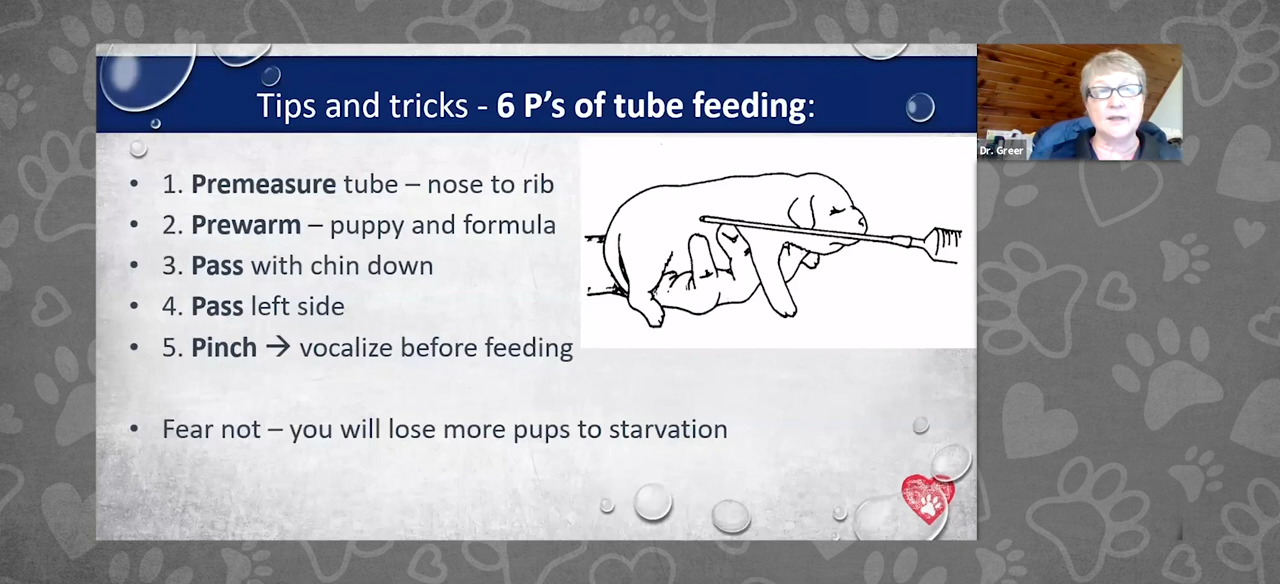 Tips and tricks - 6 P’s of tube feeding:
• 1. Premeasure tube – nose to rib
• 2. Prewarm – puppy and formula
• 3. Pass with chin down
• 4. Pass left side
• 5. Pinch → vocalize before feeding
• Fear not – you will lose more pups to starvation
Dr. Greer